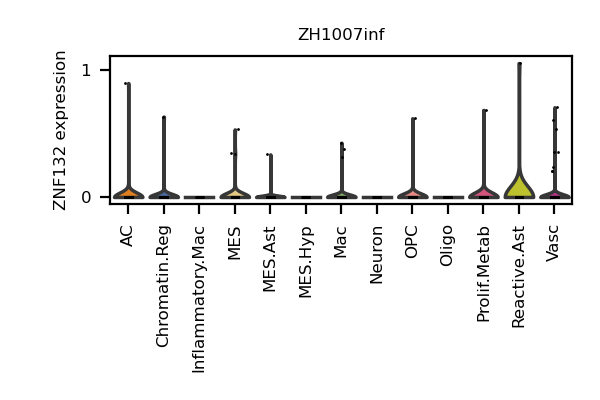 ZH1007inf
ZNF132 expression
1
0
AC
Chromatin.Reg
Inflammatory.Mac
MES
MES.Ast
MES.Hyp
Mac
Neuron
OPC
Oligo
Prolif.Metab
Reactive.Ast
Vasc